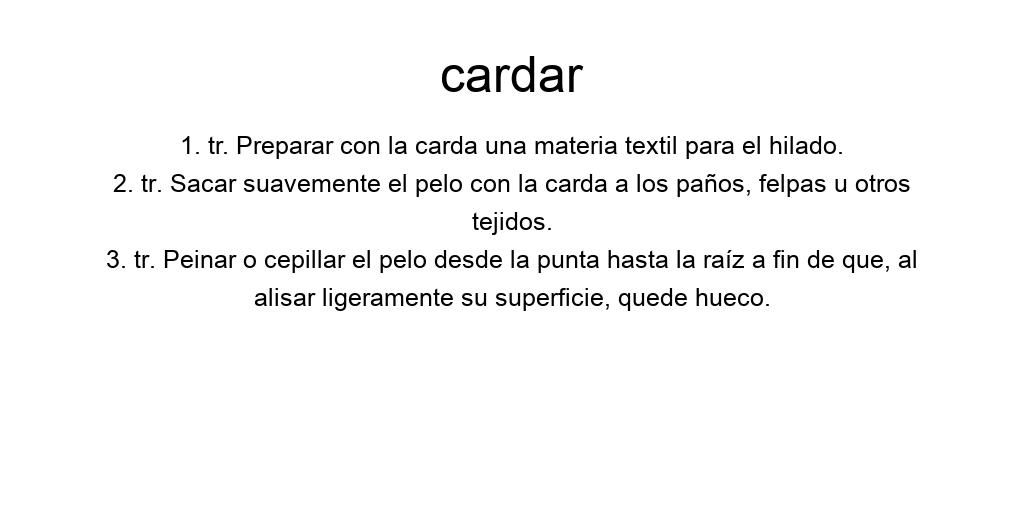 cardar
1. tr. Preparar con la carda una materia textil para el hilado.
2. tr. Sacar suavemente el pelo con la carda a los paños, felpas u otros
tejidos.
3. tr. Peinar o cepillar el pelo desde la punta hasta la raíz a fin de que, al
alisar ligeramente su superficie, quede hueco.